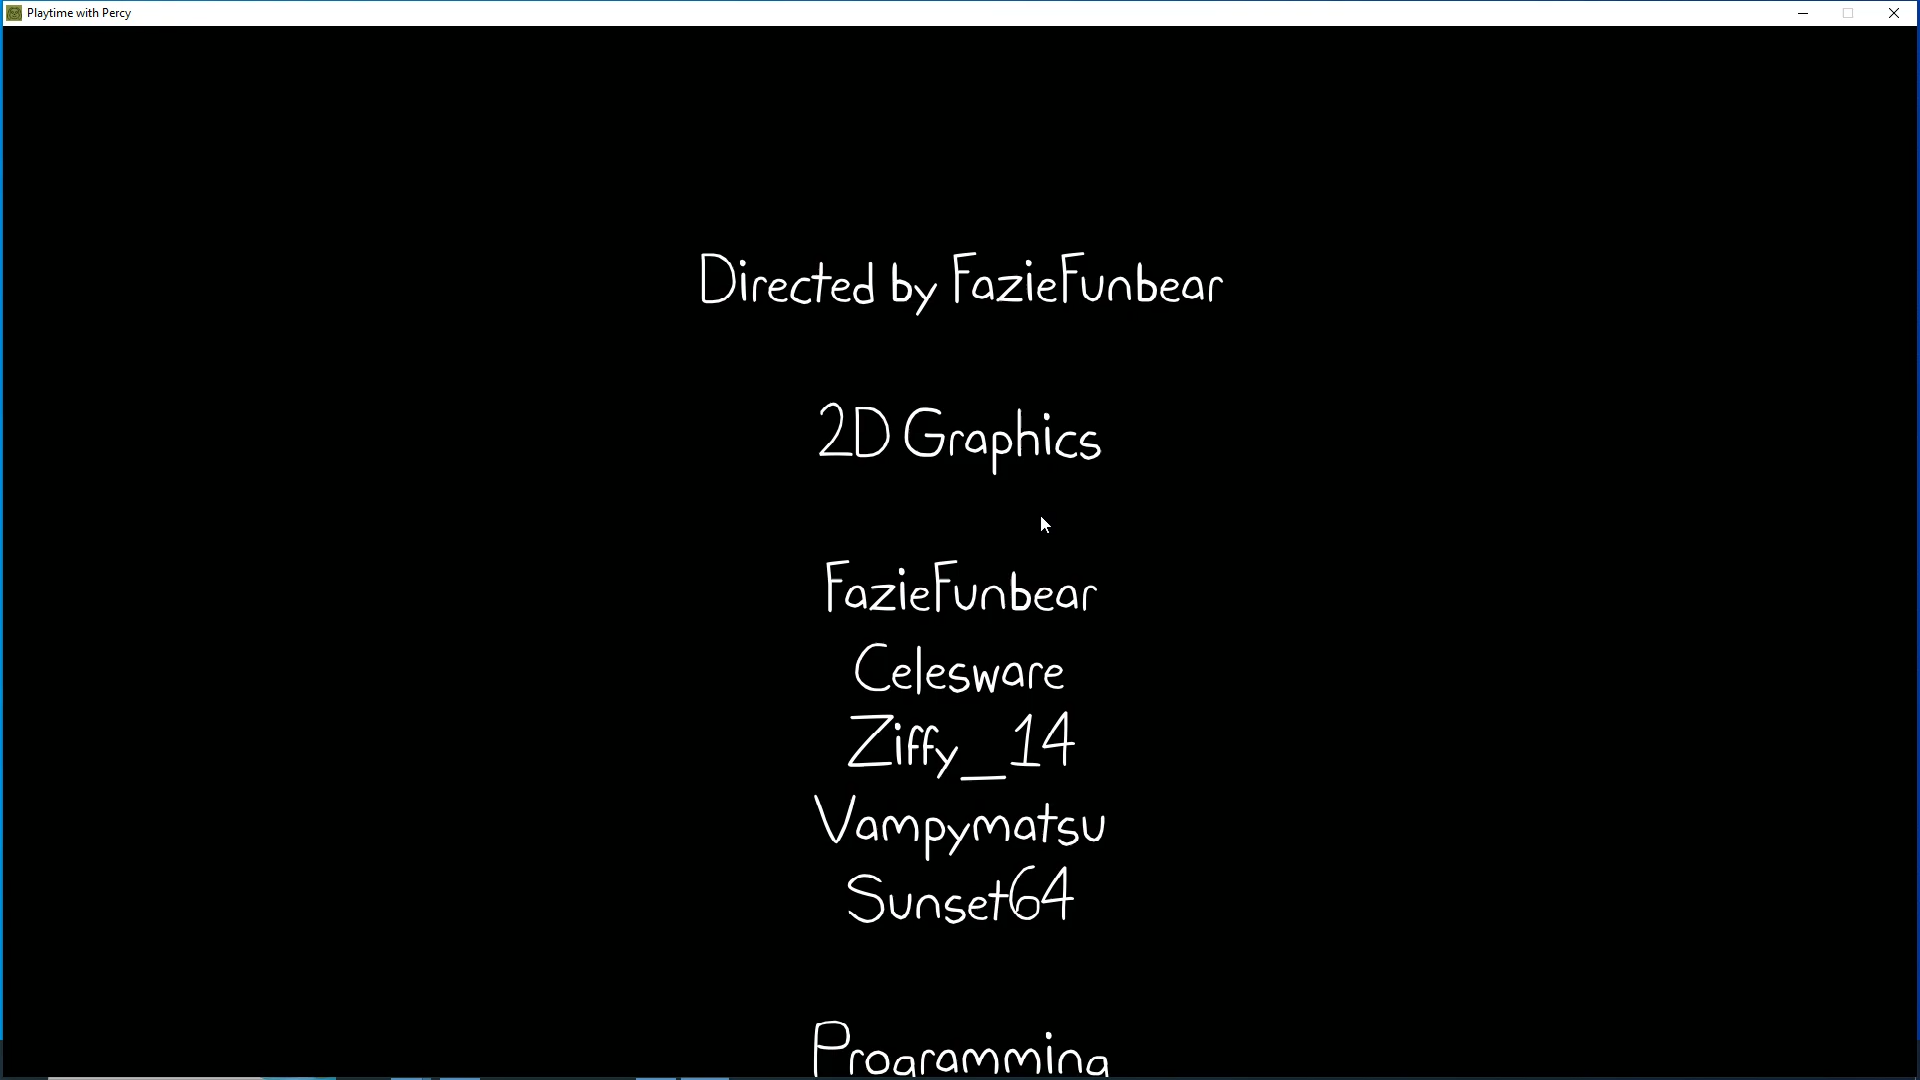 Playtime with Percy
Directed by FazieFunbear
2D Graphics
FazieFunbear
Celesware
Ziffy_14
Vampymatsu
Sunset64
Programming